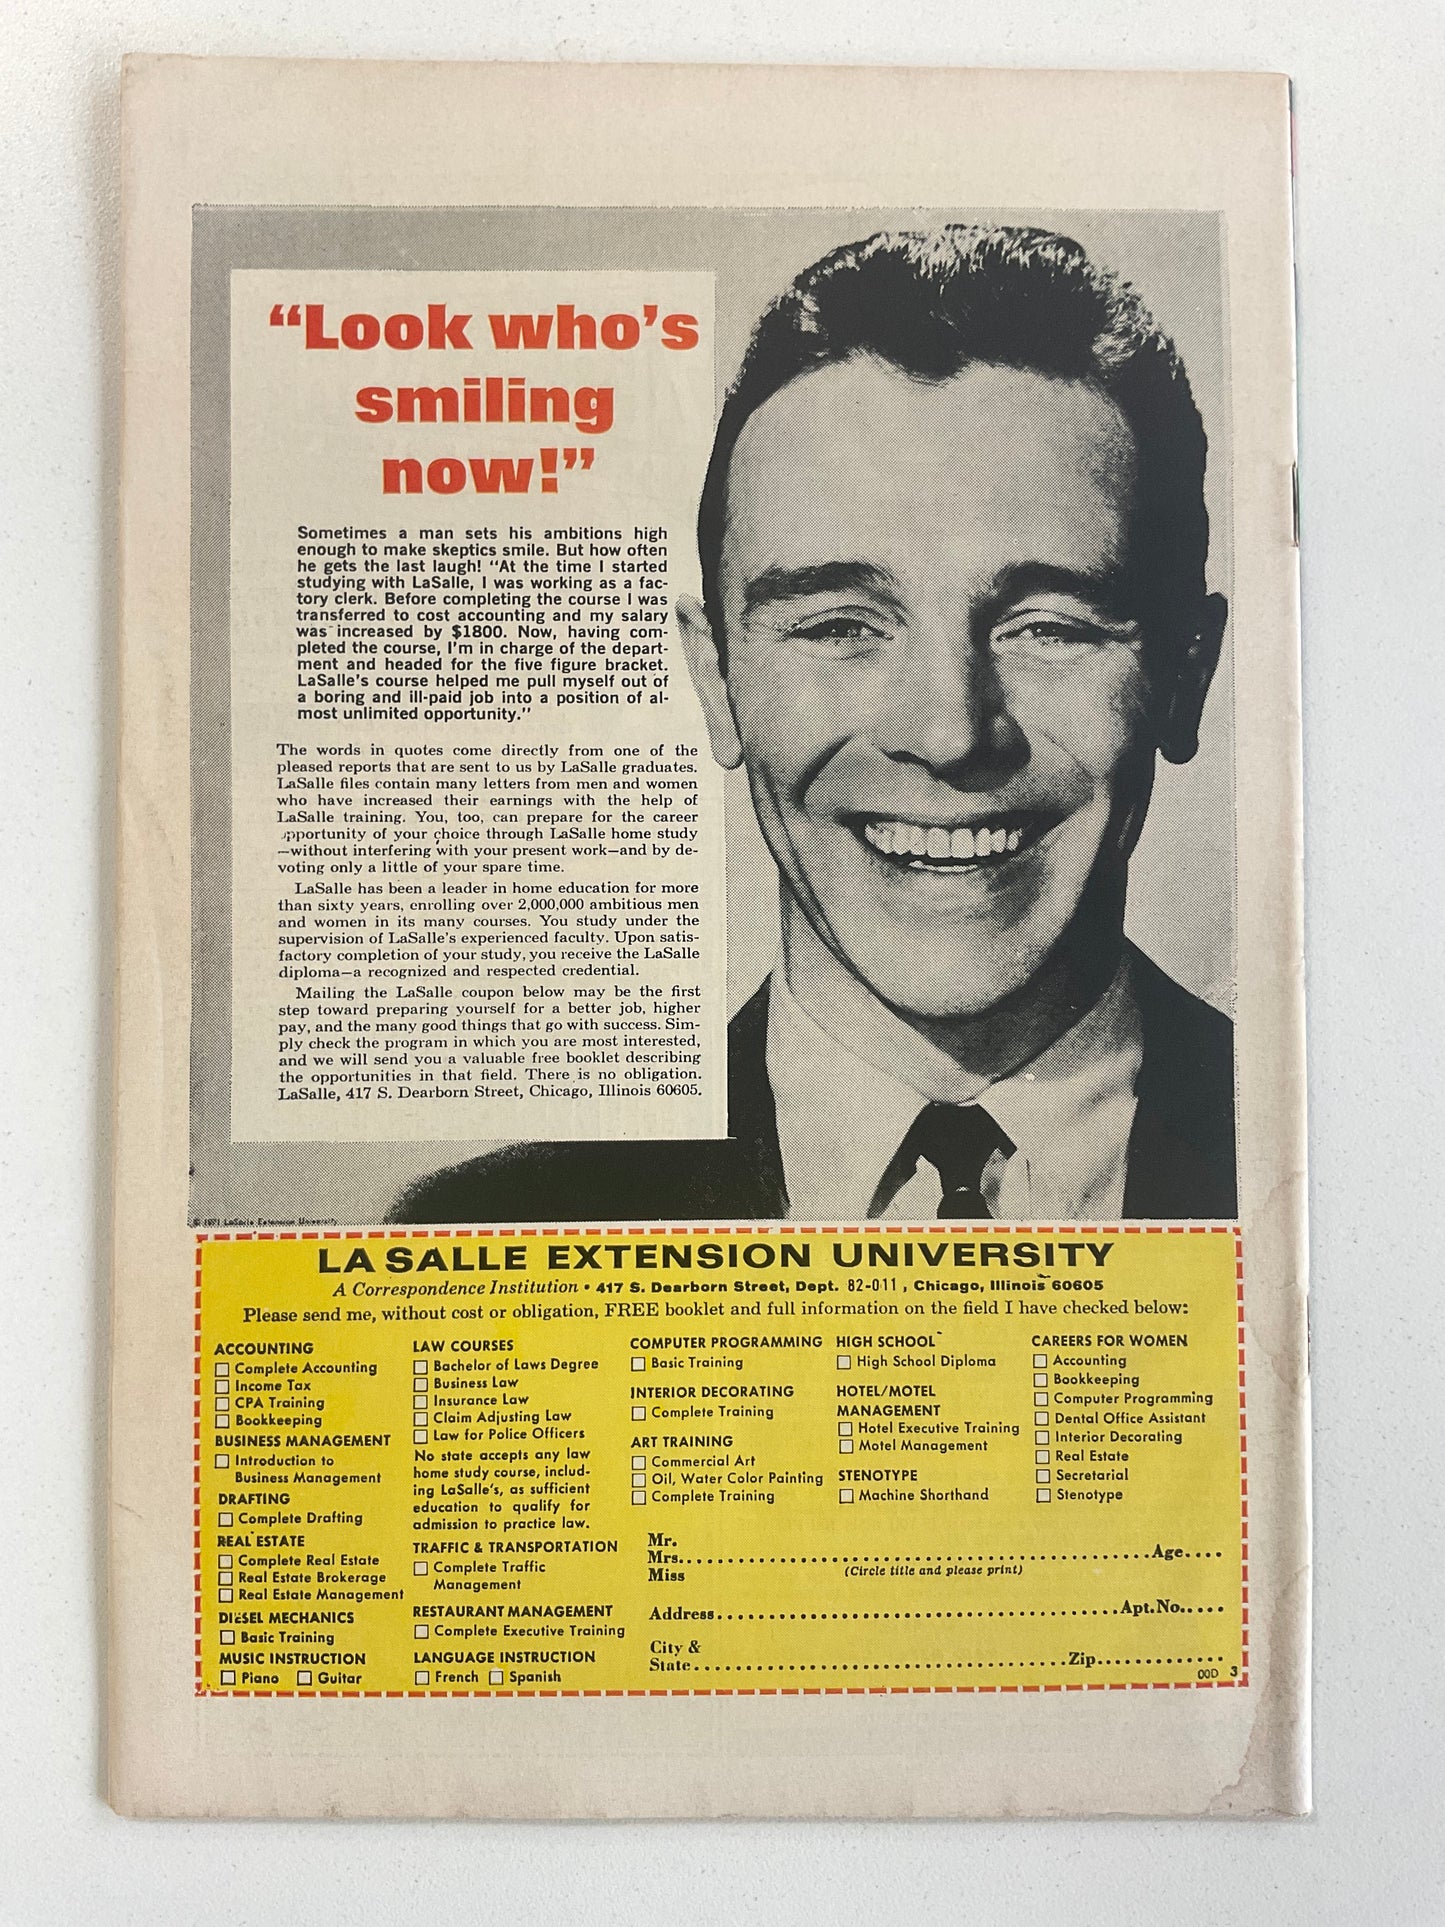 “Look who’s
smiling
now!”
Sometimes a man sets his ambitions high
enough to make skeptics smile. But how often
he gets the last laugh! “At the time I started
studying with LaSalle, I was working as a fac-
tory clerk. Before completing the course I was
transferred to cost accounting and my salary
was increased by $1800. Now, having com-
pleted the course, I’m in charge of the depart-
ment and headed for the five figure bracket.
LaSalle’s course helped me pull myself out of
a boring and ill-paid job into a position of al-
most unlimited opportunity.”
The words in quotes come directly from one of the
pleased reports that are sent to us by LaSalle graduates.
LaSalle files contain many letters from men and women
who have increased their earnings with the help of
LaSalle training. You, too, can prepare for the career
opportunity of your choice through LaSalle home study
—without interfering with your present work—and by de-
voting only a little of your spare time.
LaSalle has been a leader in home education for more
than sixty years, enrolling over 2,000,000 ambitious men
and women in its many courses. You study under the
supervision of LaSalle’s experienced faculty. Upon satis-
factory completion of your study, you receive the LaSalle
diploma—a recognized and respected credential.
Mailing the LaSalle coupon below may be the first
step toward preparing yourself for a better job, higher
pay, and the many good things that go with success. Sim-
ply check the program in which you are most interested,
and we will send you a valuable free booklet describing
the opportunities in that field. There is no obligation.
LaSalle, 417 S. Dearborn Street, Chicago, Illinois 60605.
© 1971 LaSalle Extension University
LA SALLE EXTENSION UNIVERSITY
A Correspondence Institution • 417 S. Dearborn Street, Dept. 82-011, Chicago, Illinois 60605
Please send me, without cost or obligation, FREE booklet and full information on the field I have checked below:
ACCOUNTING
Complete Accounting
Income Tax
CPA Training
Bookkeeping
BUSINESS MANAGEMENT
Introduction to
Business Management
DRAFTING
Complete Drafting
REAL ESTATE
Complete Real Estate
Real Estate Brokerage
Real Estate Management
DIESEL MECHANICS
Basic Training
MUSIC INSTRUCTION
Piano Guitar
LAW COURSES
Bachelor of Laws Degree
Business Law
Insurance Law
Claim Adjusting Law
Law for Police Officers
No state accepts any law
home study course, includ-
ing LaSalle’s, as sufficient
education to qualify for
admission to practice law.
TRAFFIC & TRANSPORTATION
Complete Traffic
Management
RESTAURANT MANAGEMENT
Complete Executive Training
LANGUAGE INSTRUCTION
French Spanish
COMPUTER PROGRAMMING
Basic Training
INTERIOR DECORATING
Complete Training
ART TRAINING
Commercial Art
Oil, Water Color Painting
Complete Training
HIGH SCHOOL
High School Diploma
HOTEL/MOTEL
MANAGEMENT
Hotel Executive Training
Motel Management
STENOTYPE
Machine Shorthand
CAREERS FOR WOMEN
Accounting
Bookkeeping
Computer Programming
Dental Office Assistant
Interior Decorating
Real Estate
Secretarial
Stenotype
Mr.
Mrs. Age
Miss (Circle title and please print)
Address Apt.No.
City &
State Zip
00D 3